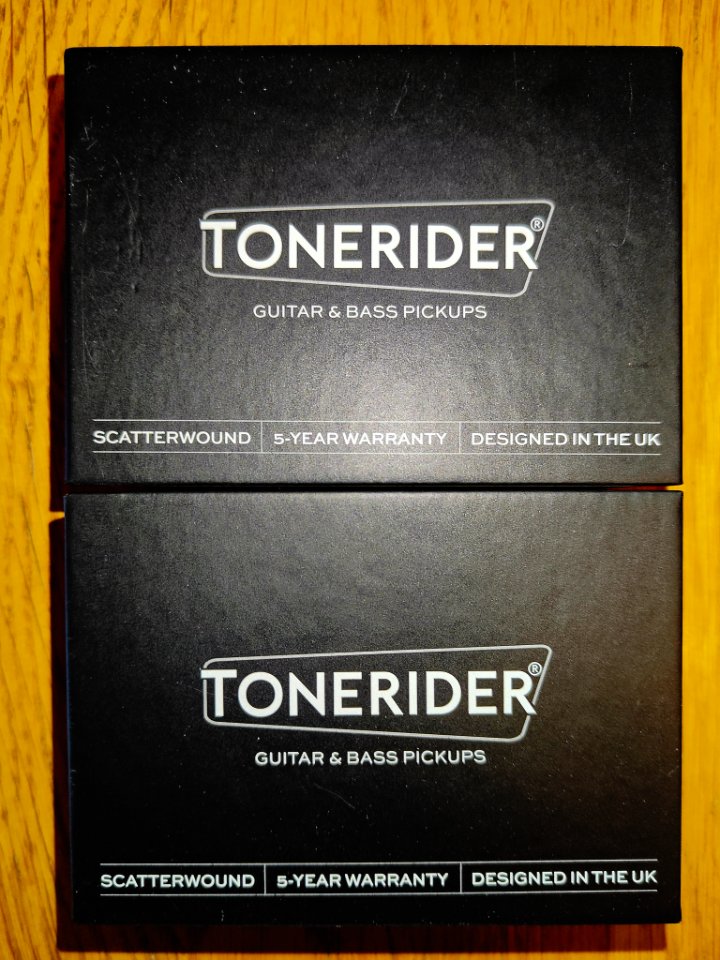 TONERIDER®
GUITAR & BASS PICKUPS
SCATTERWOUND 5-YEAR WARRANTY DESIGNED IN THE UK
TONERIDER®
GUITAR & BASS PICKUPS
SCATTERWOUND 5-YEAR WARRANTY DESIGNED IN THE UK